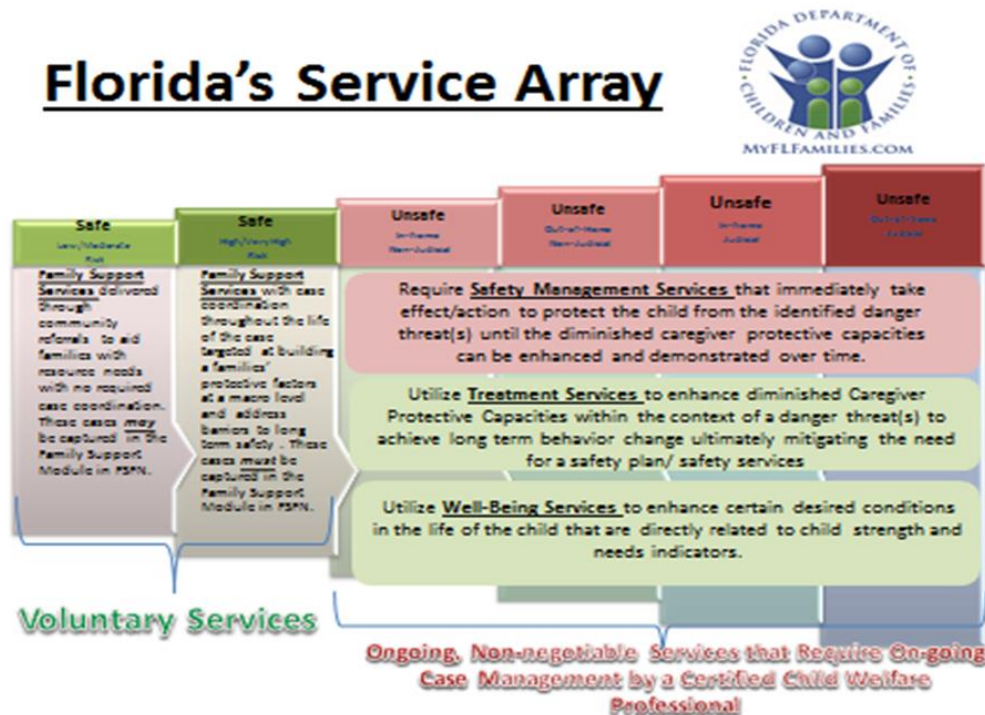 Florida's Service Array
FLORIDA DEPARTMENT OF
CHILDREN AND FAMILIES
MYFLFAMILIES.COM
Safe
Low/Moderate
Risk
Safe
High/Very High
Risk
Unsafe
In-Home
Non-Judicial
Unsafe
Out-of-Home
Non-Judicial
Unsafe
In-Home
Judicial
Unsafe
Out-of-Home
Judicial
Family Support
Services delivered
through
community
referrals to aid
families with
resource needs
with no required
case coordination.
These cases may
be captured in the
Family Support
Module in FSFN.
Family Support
Services with case
coordination
throughout the life
of the case
targeted at building
a families'
protective factors
at a macro level
and address
barriers to long
term safety . These
cases must be
captured in the
Family Support
Module in FSFN.
Require Safety Management Services that immediately take
effect/action to protect the child from the identified danger
threat(s) until the diminished caregiver protective capacities
can be enhanced and demonstrated over time.
Utilize Treatment Services to enhance diminished Caregiver
Protective Capacities within the context of a danger threat(s) to
achieve long term behavior change ultimately mitigating the need
for a safety plan/ safety services
Utilize Well-Being Services to enhance certain desired conditions
in the life of the child that are directly related to child strength and
needs indicators.
Voluntary Services
Ongoing, Non-negotiable Services that Require On-going
Case Management by a Certified Child Welfare
Professional